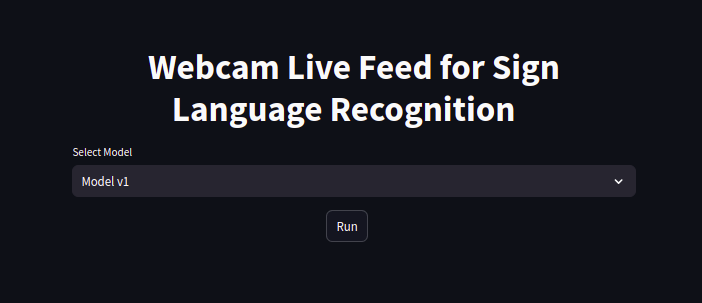 Webcam Live Feed for Sign
Language Recognition
Select Model
Model v1
Run